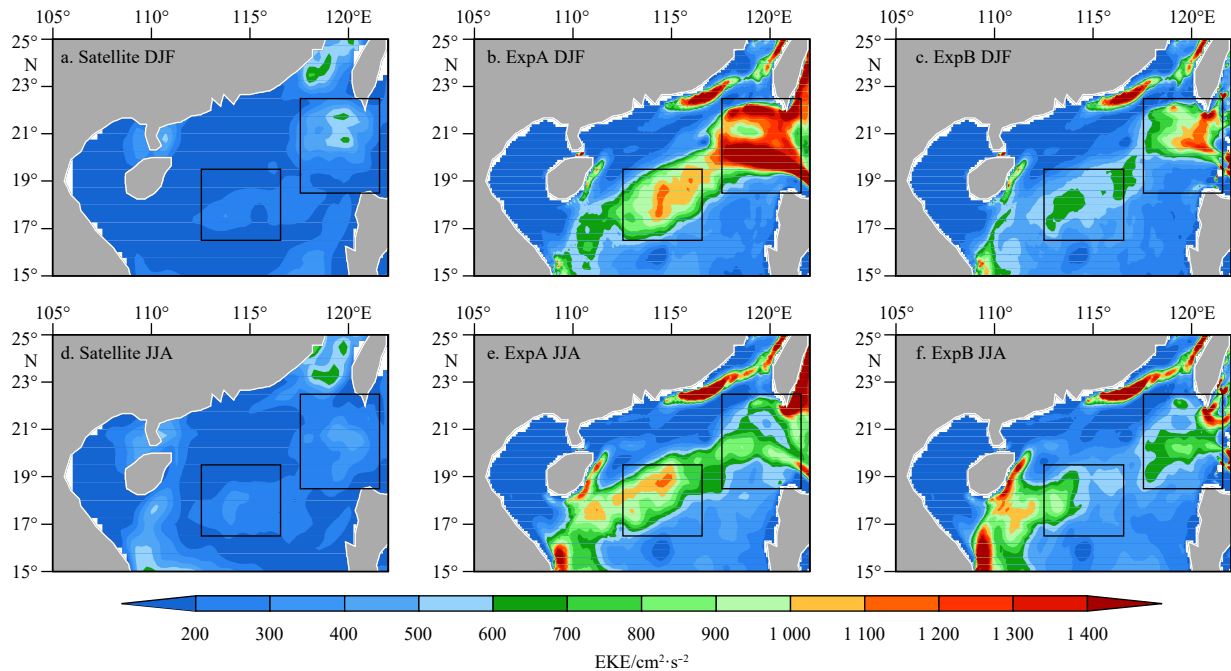 105° 110° 115° 120°E
105° 110° 115° 120°E
105° 110° 115° 120°E
25°
N
23°
21°
19°
17°
15°
a. Satellite DJF
25°
N
23°
21°
19°
17°
15°
b. ExpA DJF
25°
N
23°
21°
19°
17°
15°
c. ExpB DJF
105° 110° 115° 120°E
105° 110° 115° 120°E
105° 110° 115° 120°E
25°
N
23°
21°
19°
17°
15°
d. Satellite JJA
25°
N
23°
21°
19°
17°
15°
e. ExpA JJA
25°
N
23°
21°
19°
17°
15°
f. ExpB JJA
200 300 400 500 600 700 800 900 1 000 1 100 1 200 1 300 1 400
EKE/cm²·s⁻²